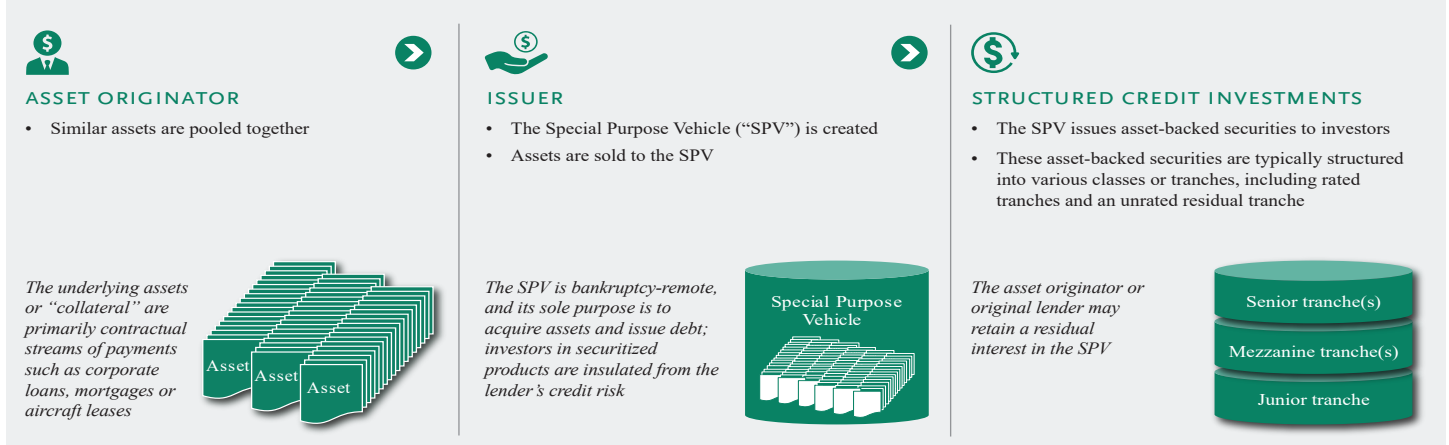 ASSET ORIGINATOR
• Similar assets are pooled together
The underlying assets
or “collateral” are
primarily contractual
streams of payments
such as corporate
loans, mortgages or
aircraft leases
Asset
Asset
Asset
ISSUER
• The Special Purpose Vehicle (“SPV”) is created
• Assets are sold to the SPV
The SPV is bankruptcy-remote,
and its sole purpose is to
acquire assets and issue debt;
investors in securitized
products are insulated from the
lender’s credit risk
Special Purpose
Vehicle
STRUCTURED CREDIT INVESTMENTS
• The SPV issues asset-backed securities to investors
• These asset-backed securities are typically structured
into various classes or tranches, including rated
tranches and an unrated residual tranche
The asset originator or
original lender may
retain a residual
interest in the SPV
Senior tranche(s)
Mezzanine tranche(s)
Junior tranche